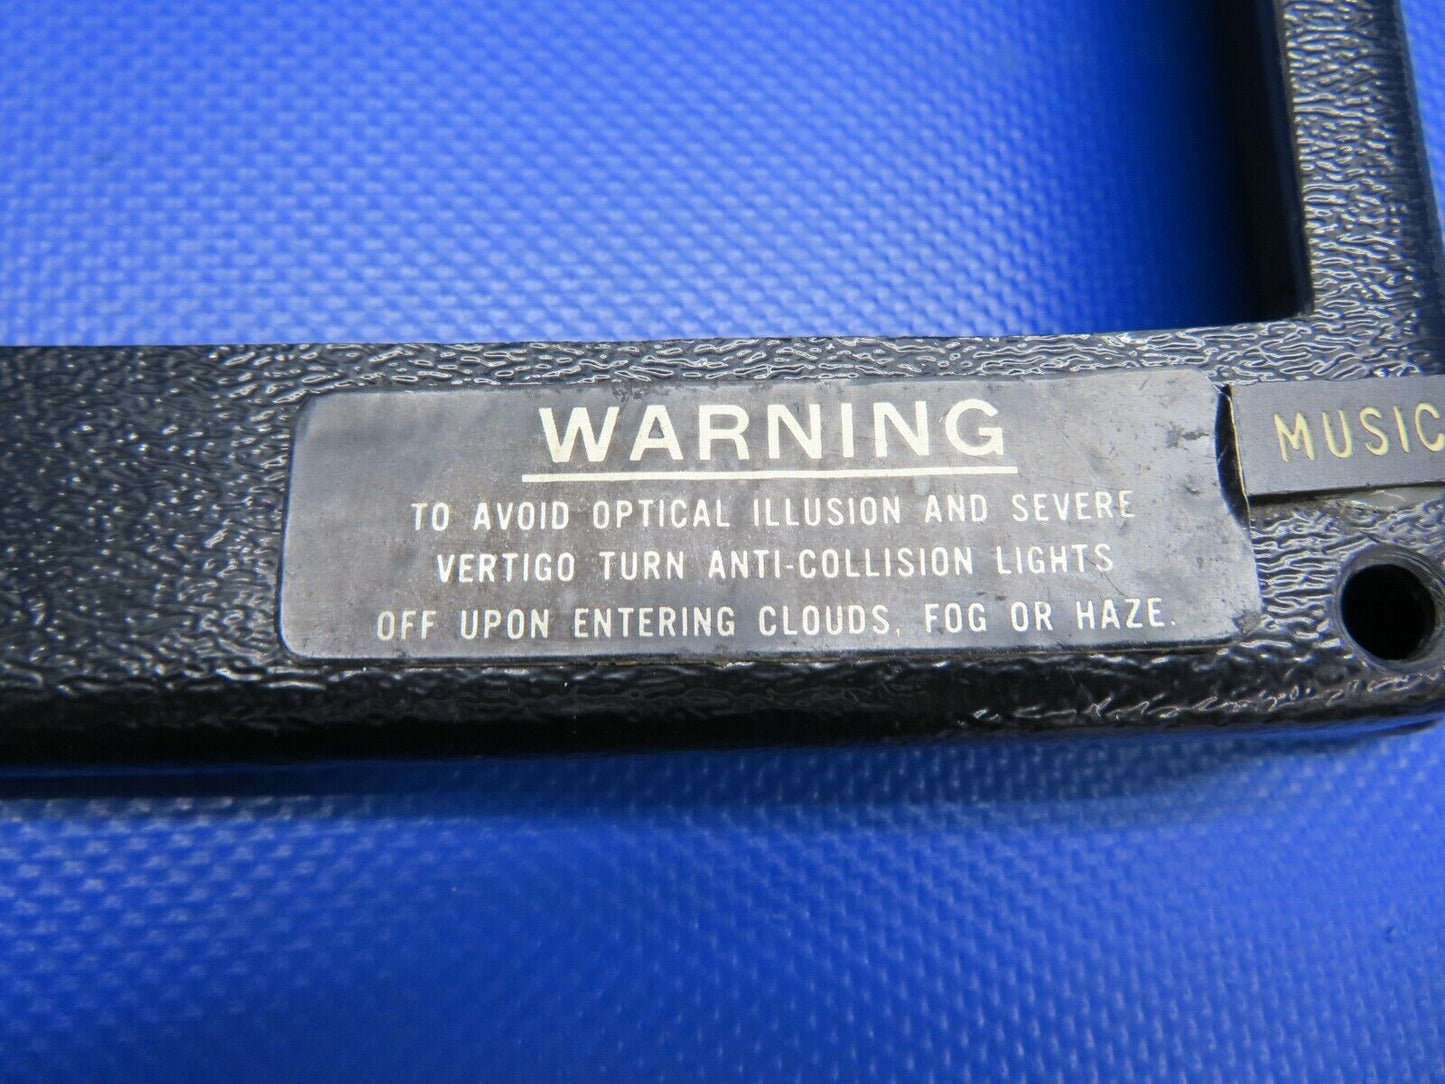 WARNING
TO AVOID OPTICAL ILLUSION AND SEVERE
VERTIGO TURN ANTI-COLLISION LIGHTS
OFF UPON ENTERING CLOUDS, FOG OR HAZE.
MUSIC